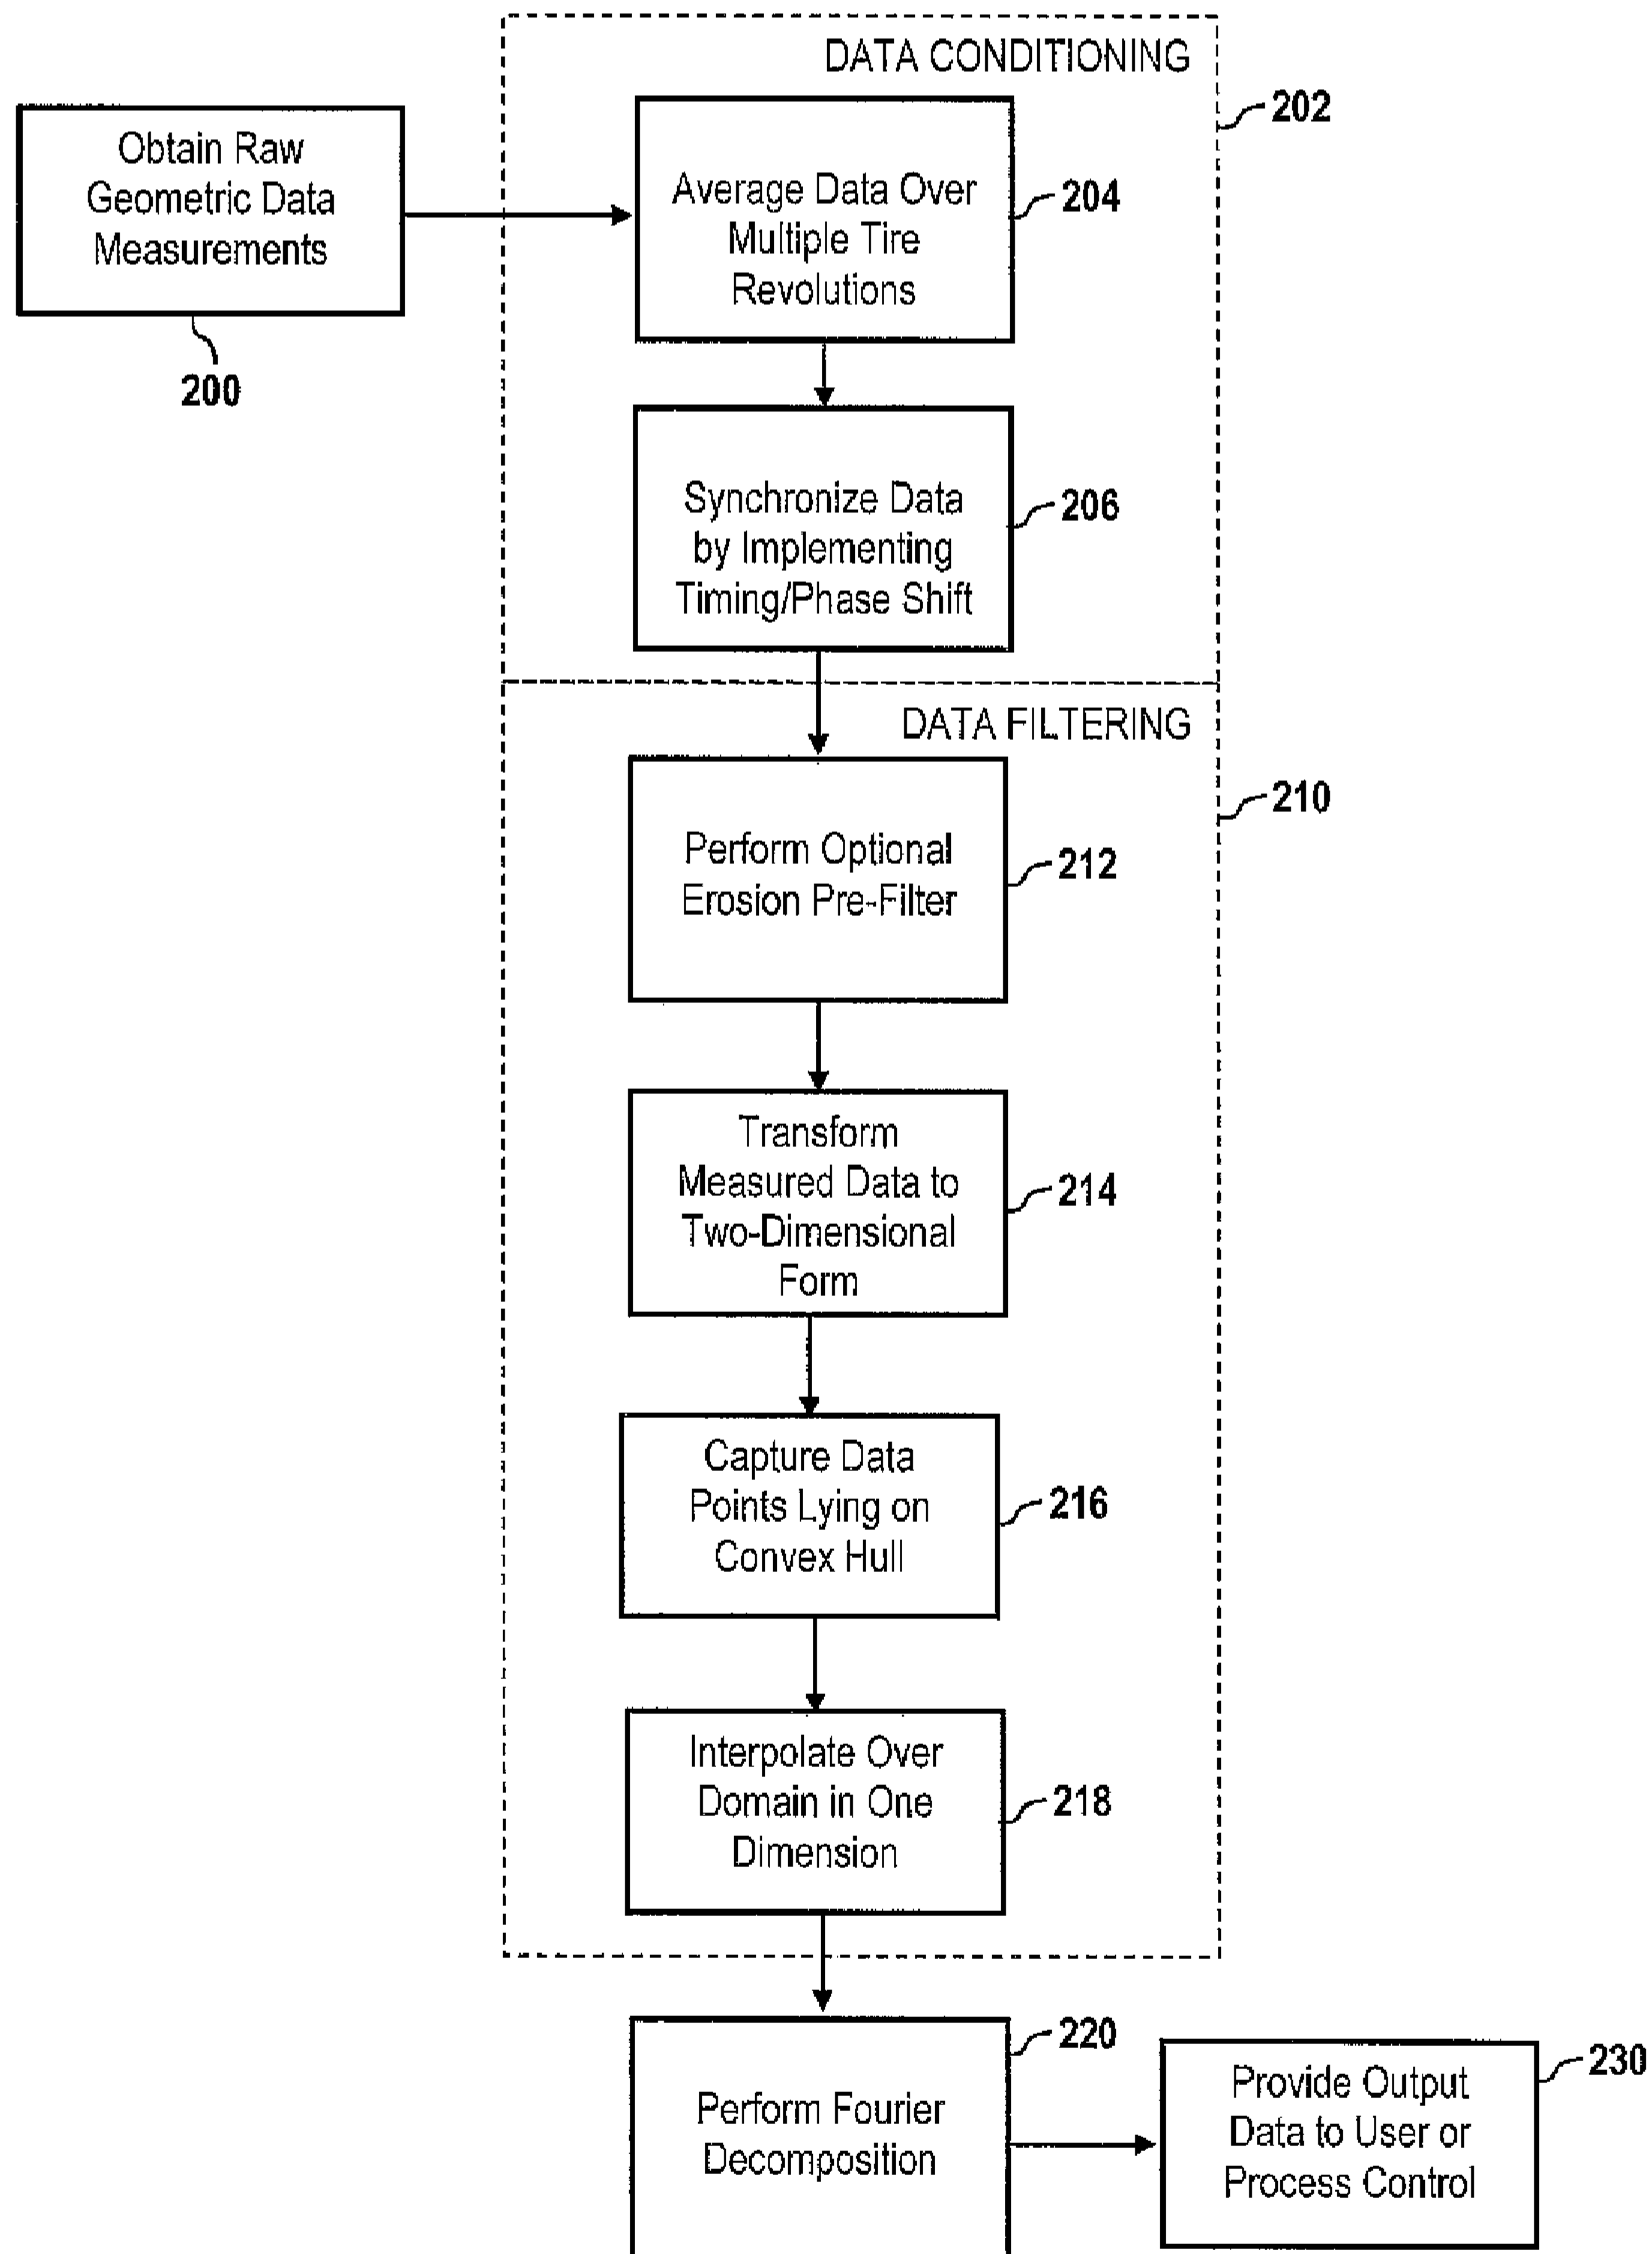 DATA CONDITIONING
202
Obtain Raw
Geometric Data
Measurements
200
Average Data Over
Multiple Tire
Revolutions
204
Synchronize Data
by Implementing
Timing/Phase Shift
206
DATA FILTERING
210
Perform Optional
Erosion Pre-Filter
212
Transform
Measured Data to
Two-Dimensional
Form
214
Capture Data
Points Lying on
Convex Hull
216
Interpolate Over
Domain in One
Dimension
218
220
Perform Fourier
Decomposition
230
Provide Output
Data to User or
Process Control